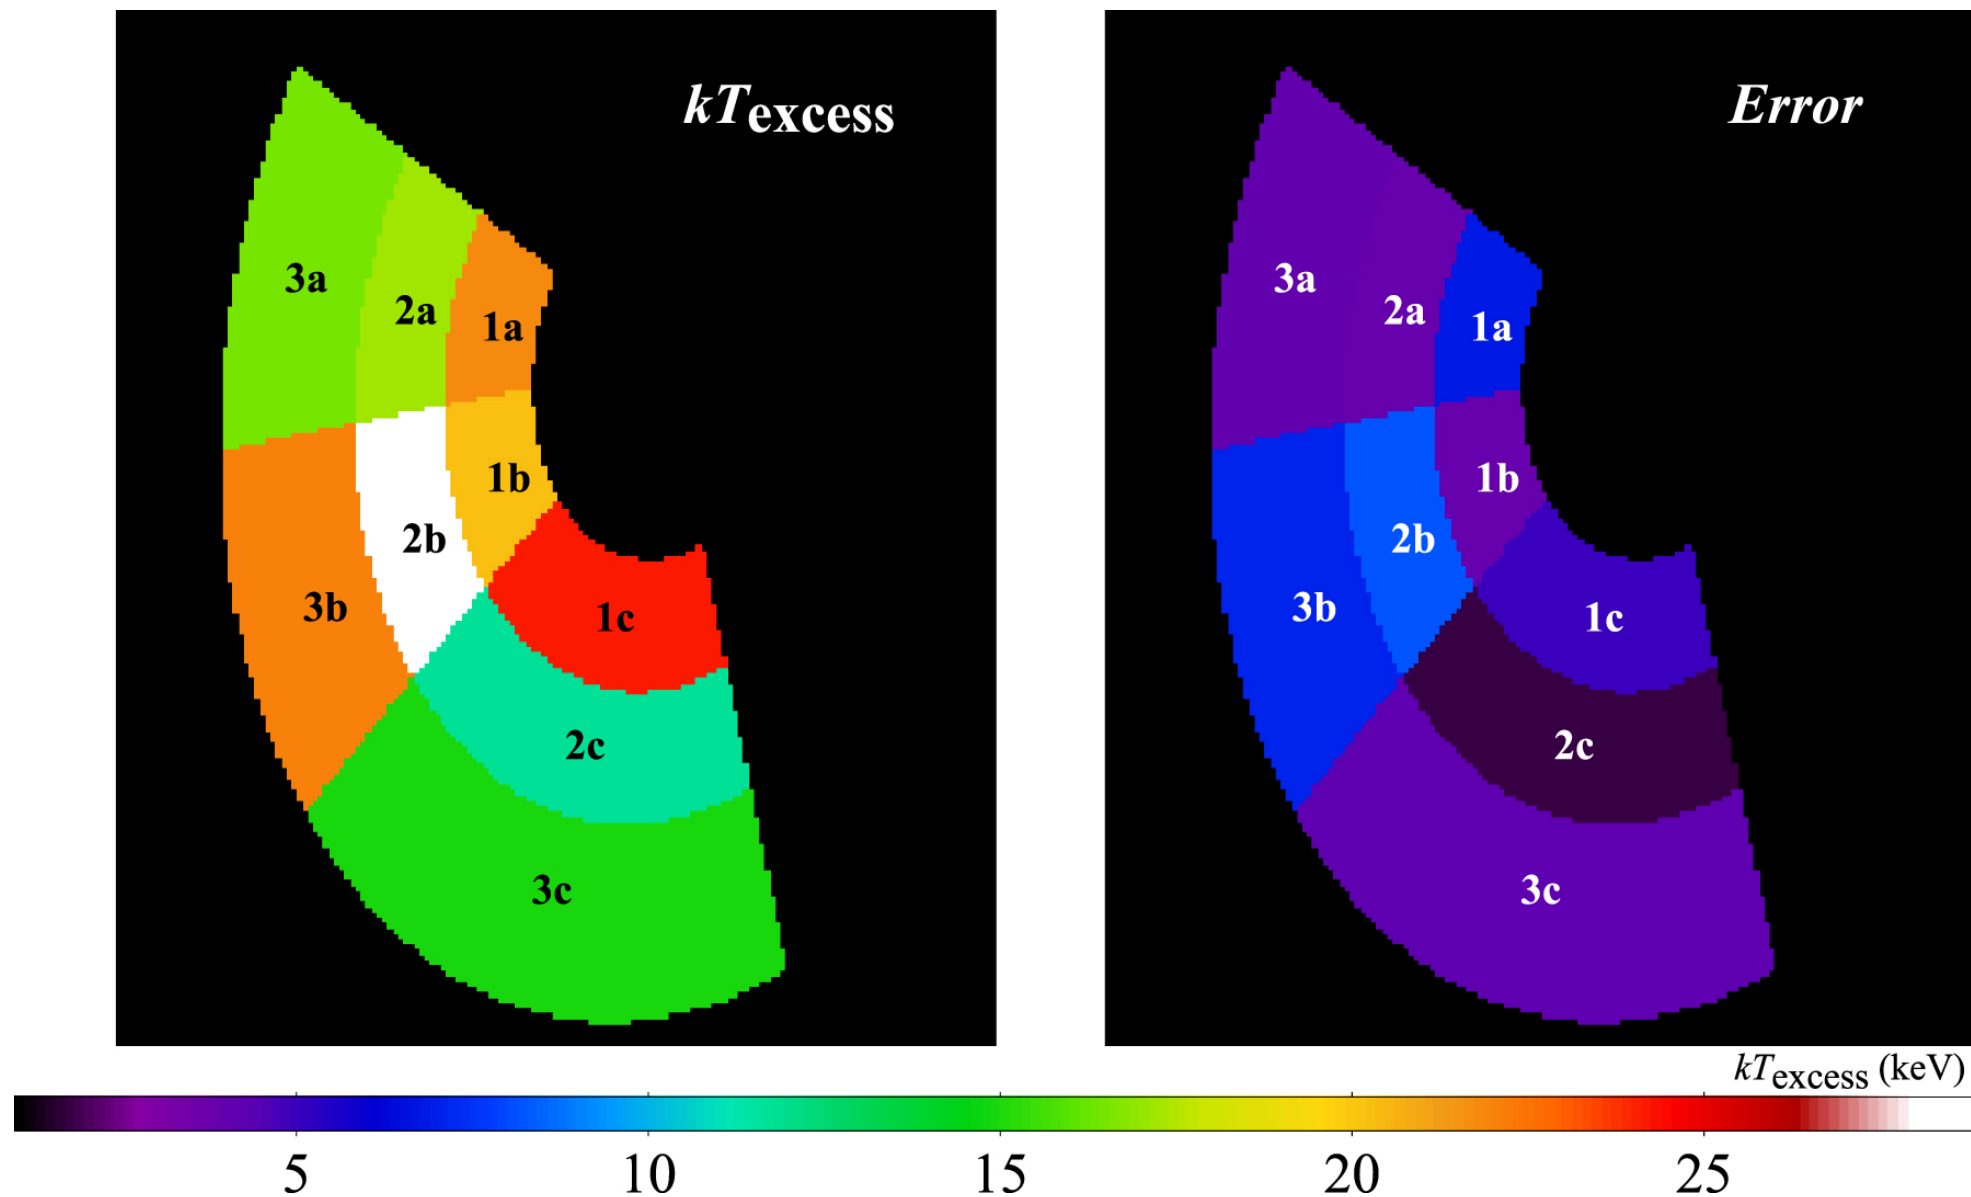 kTexcess
3a
2a
1a
1b
2b
3b
1c
2c
3c
Error
3a
2a
1a
1b
2b
3b
1c
2c
3c
kTexcess (keV)
5 10 15 20 25